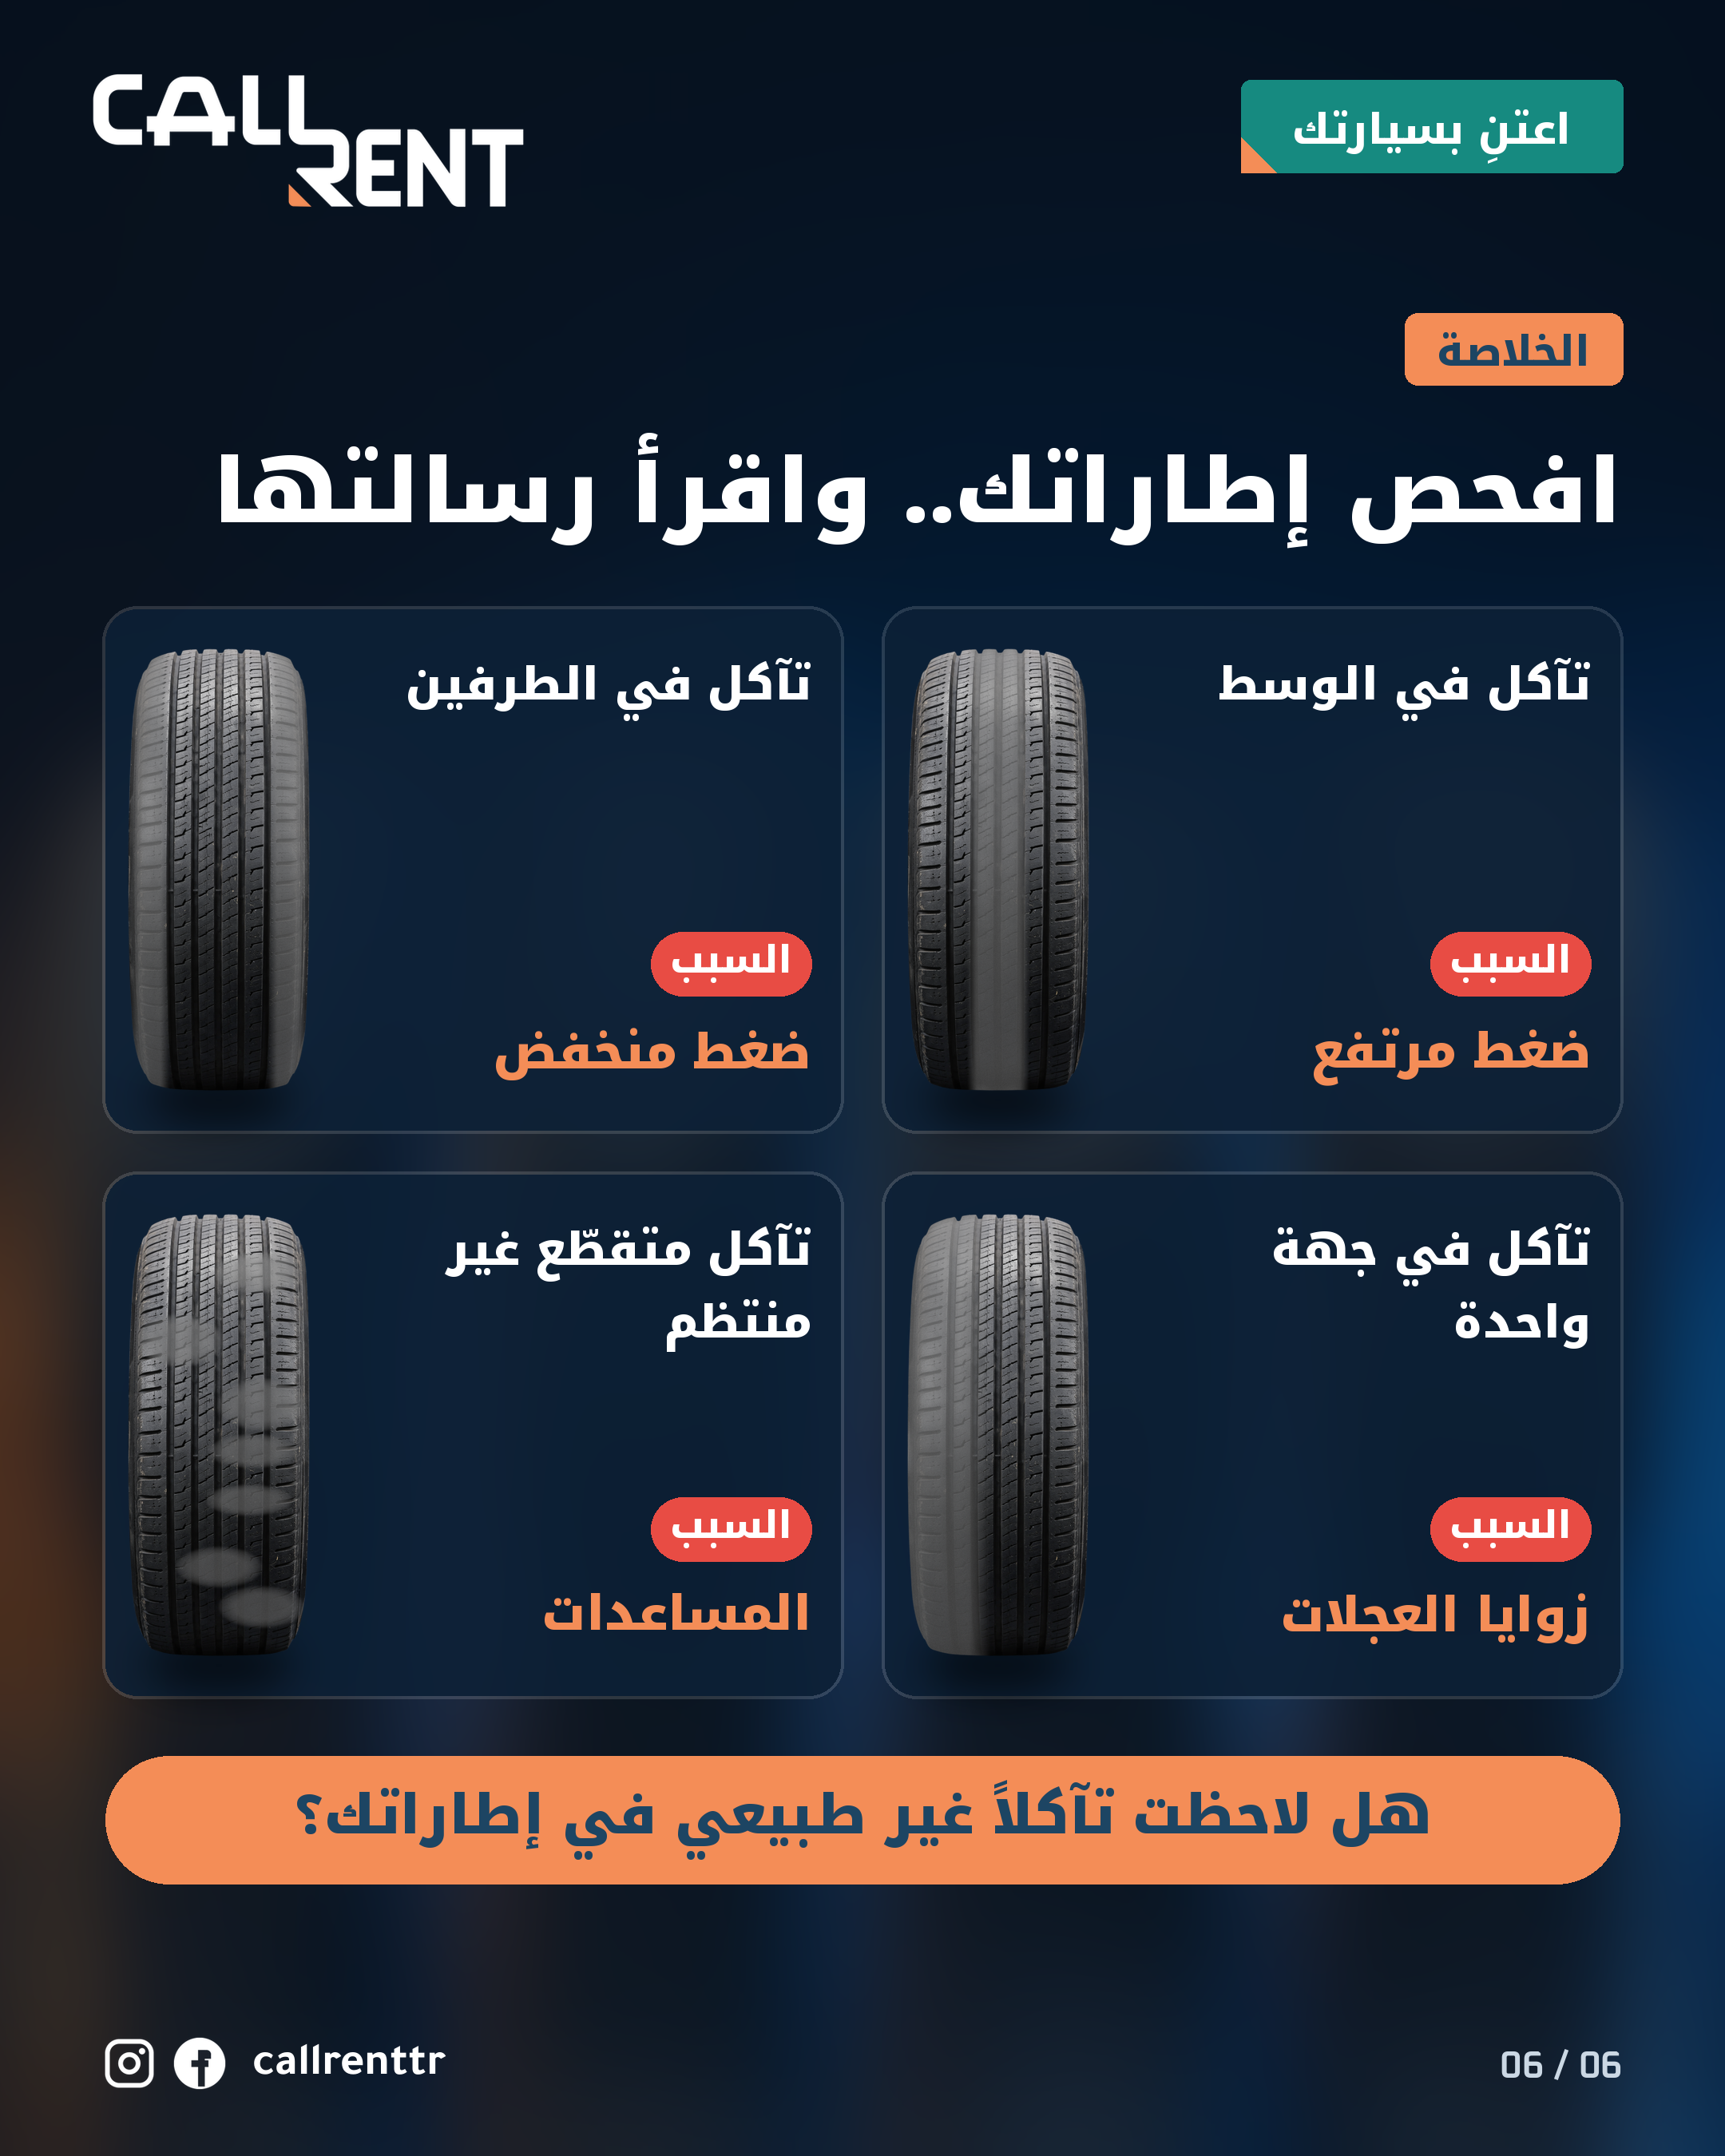 CALL RENT
اعتنِ بسيارتك
الخلاصة
افحص إطاراتك.. واقرأ رسالتها
تآكل في الوسط
السبب
ضغط مرتفع
تآكل في الطرفين
السبب
ضغط منخفض
تآكل في جهة
واحدة
السبب
زوايا العجلات
تآكل متقطّع غير
منتظم
السبب
المساعدات
هل لاحظت تآكلاً غير طبيعي في إطاراتك؟
callrenttr
06 / 06